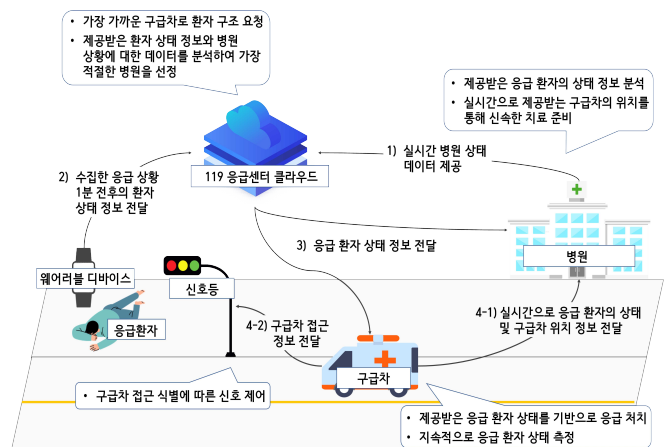 • 가장 가까운 구급차로 환자 구조 요청
• 제공받은 환자 상태 정보와 병원
상황에 대한 데이터를 분석하여 가장
적절한 병원을 선정
• 제공받은 응급 환자의 상태 정보 분석
• 실시간으로 제공받는 구급차의 위치를
통해 신속한 치료 준비
1) 실시간 병원 상태
데이터 제공
2) 수집한 응급 상황
1분 전후의 환자
상태 정보 전달
119 응급센터 클라우드
3) 응급 환자 상태 정보 전달
병원
웨어러블 디바이스
신호등
응급환자
4-2) 구급차 접근
정보 전달
4-1) 실시간으로 응급 환자의 상태
및 구급차 위치 정보 전달
구급차
• 구급차 접근 식별에 따른 신호 제어
• 제공받은 응급 환자 상태를 기반으로 응급 처치
• 지속적으로 응급 환자 상태 측정